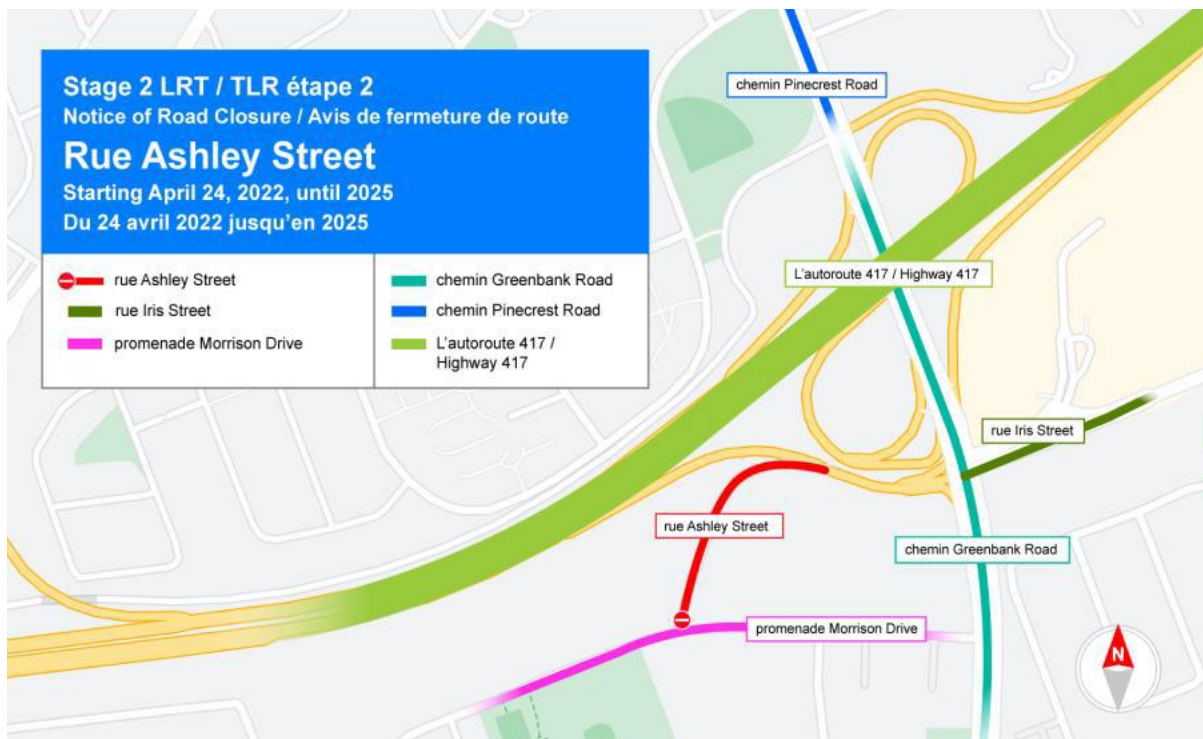 Stage 2 LRT / TLR étape 2
Notice of Road Closure / Avis de fermeture de route
Rue Ashley Street
Starting April 24, 2022, until 2025
Du 24 avril 2022 jusqu'en 2025
rue Ashley Street
rue Iris Street
promenade Morrison Drive
chemin Greenbank Road
chemin Pinecrest Road
L'autoroute 417 /
Highway 417
chemin Pinecrest Road
L'autoroute 417 / Highway 417
rue Iris Street
rue Ashley Street
chemin Greenbank Road
promenade Morrison Drive
N